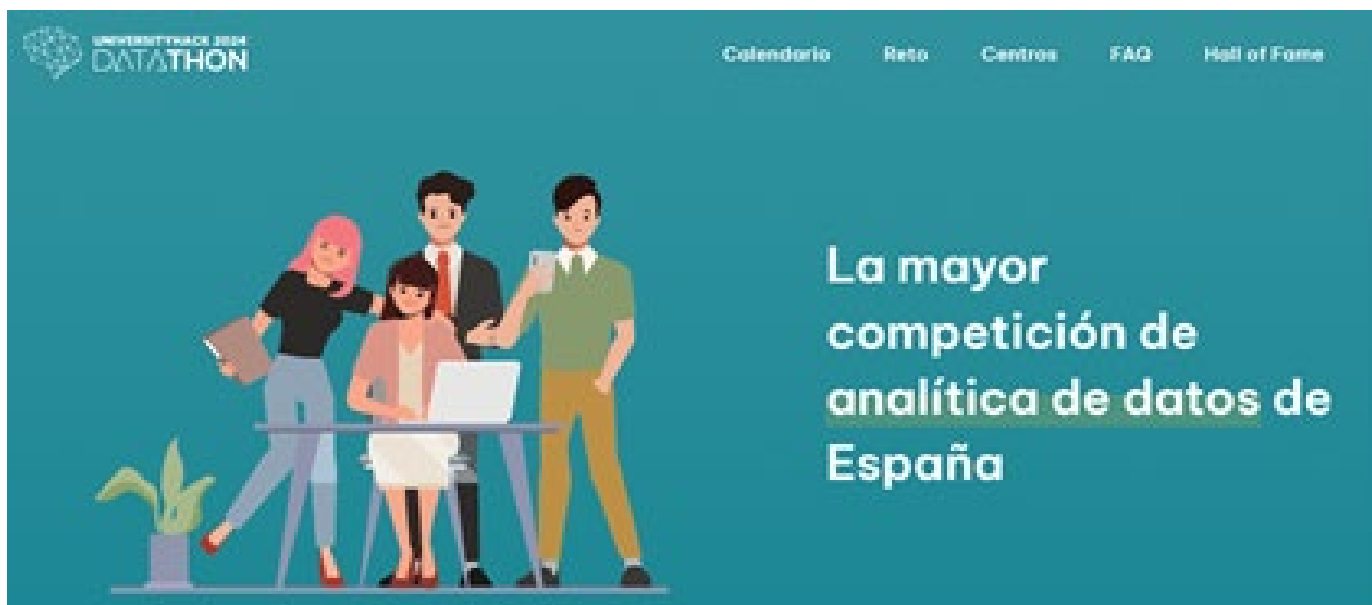 UNIVERSITYHACK 2024
DATATHON
Calendario Reto Centros FAQ Hall of Fame
La mayor
competición de
analítica de datos de
España